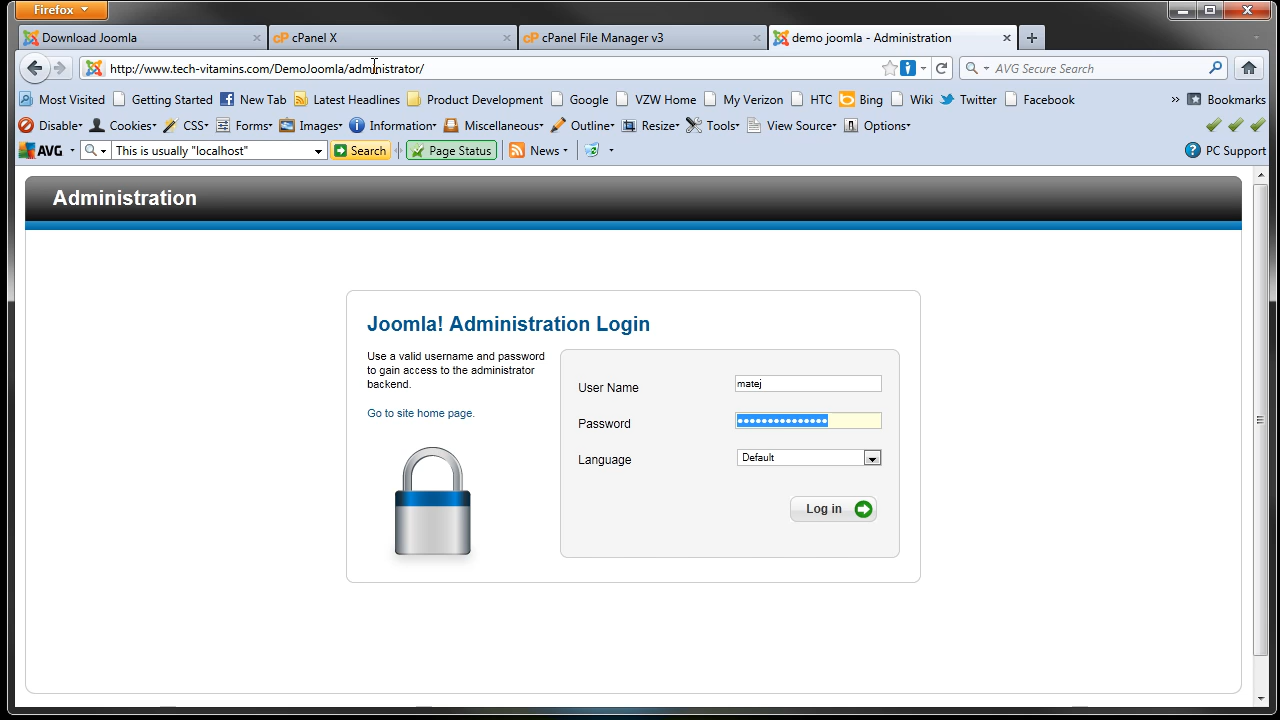 Firefox
Download Joomla
cP cPanel X
cP cPanel File Manager v3
demo joomla - Administration
http://www.tech-vitamins.com/DemoJoomla/administrator/
AVG Secure Search
Most Visited Getting Started New Tab Latest Headlines Product Development Google VZW Home My Verizon HTC Bing Wiki Twitter Facebook » Bookmarks
Disable Cookies CSS Forms Images Information Miscellaneous Outline Resize Tools View Source Options
AVG This is usually "localhost" Search Page Status News PC Support
Administration
Joomla! Administration Login
Use a valid username and password
to gain access to the administrator
backend.
Go to site home page.
User Name matej
Password
Language Default
Log in